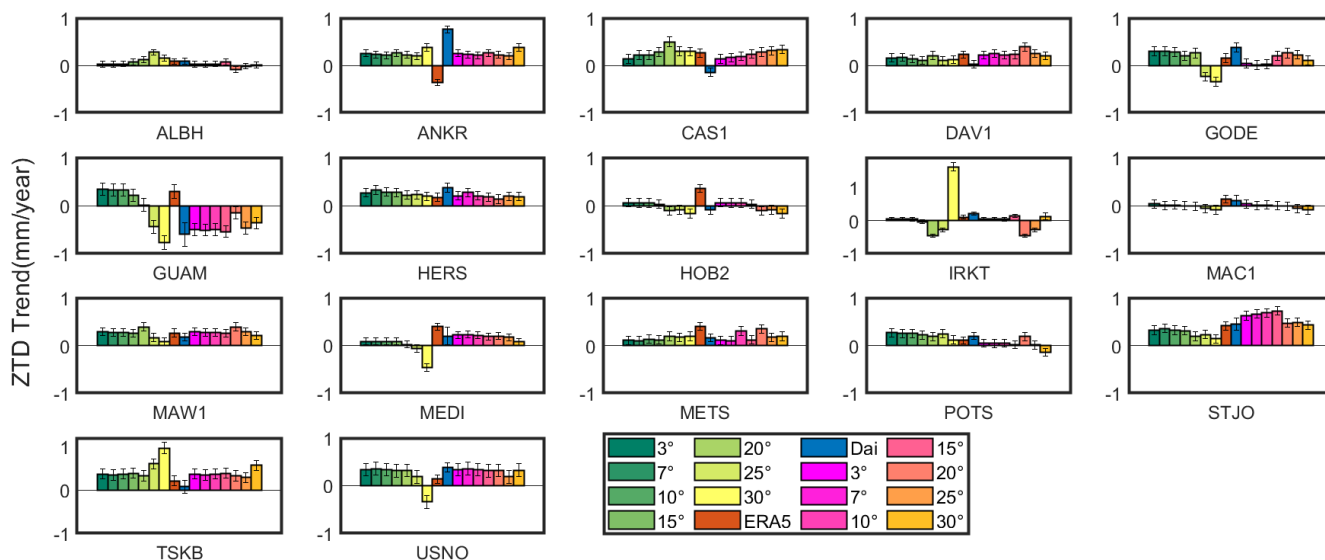 1 1 1 1 1
0 0 0 0 0
-1 -1 -1 -1 -1
ALBH ANKR CAS1 DAV1 GODE
1 1 1 1
1
0 0 0 0
0
-1 -1 -1 -1 -1
GUAM HERS HOB2 IRKT MAC1
1 1 1 1 1
0 0 0 0 0
-1 -1 -1 -1 -1
MAW1 MEDI METS POTS STJO
1 1
0 0
-1 -1
TSKB USNO
ZTD Trend(mm/year)
3° 20° Dai 15°
7° 25° 3° 20°
10° 30° 7° 25°
15° ERA5 10° 30°